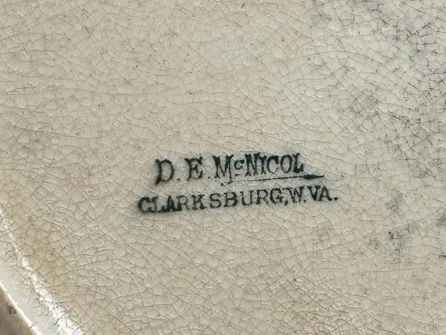 D. E. McNICOL
CLARKSBURG, W. VA.